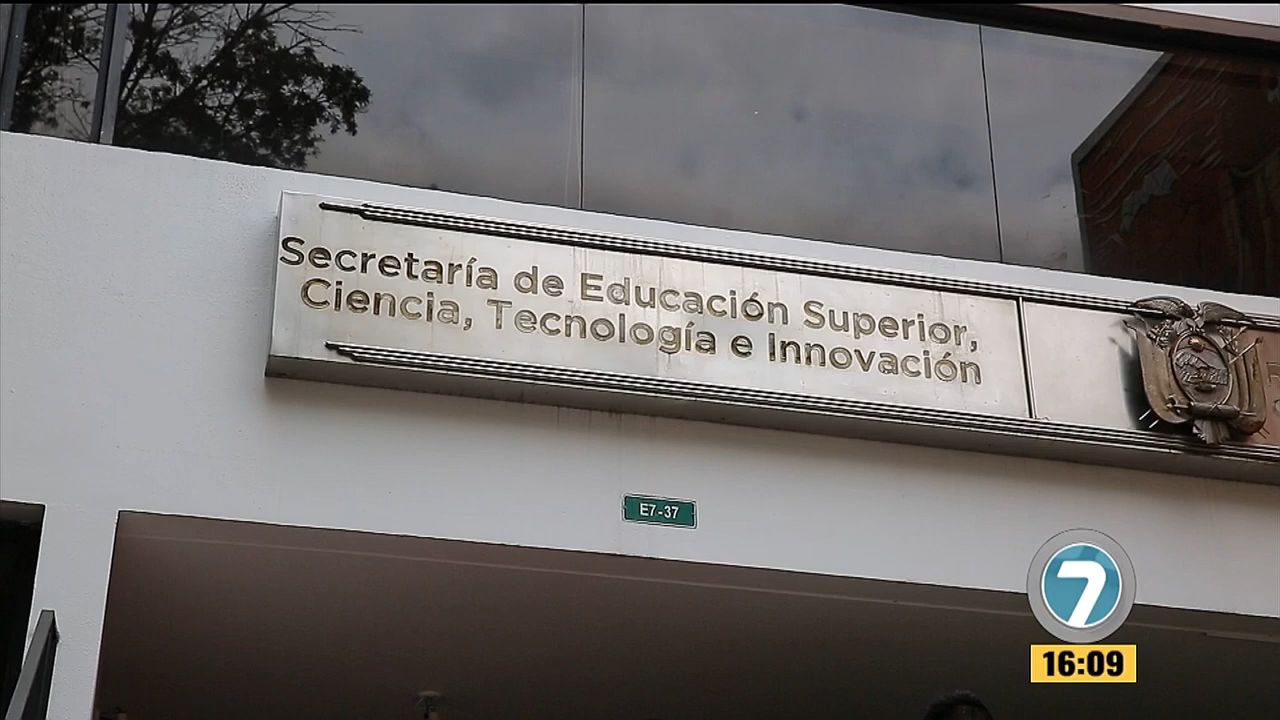 Secretaría de Educación Superior,
Ciencia, Tecnología e Innovación
E7-37
7
16:09